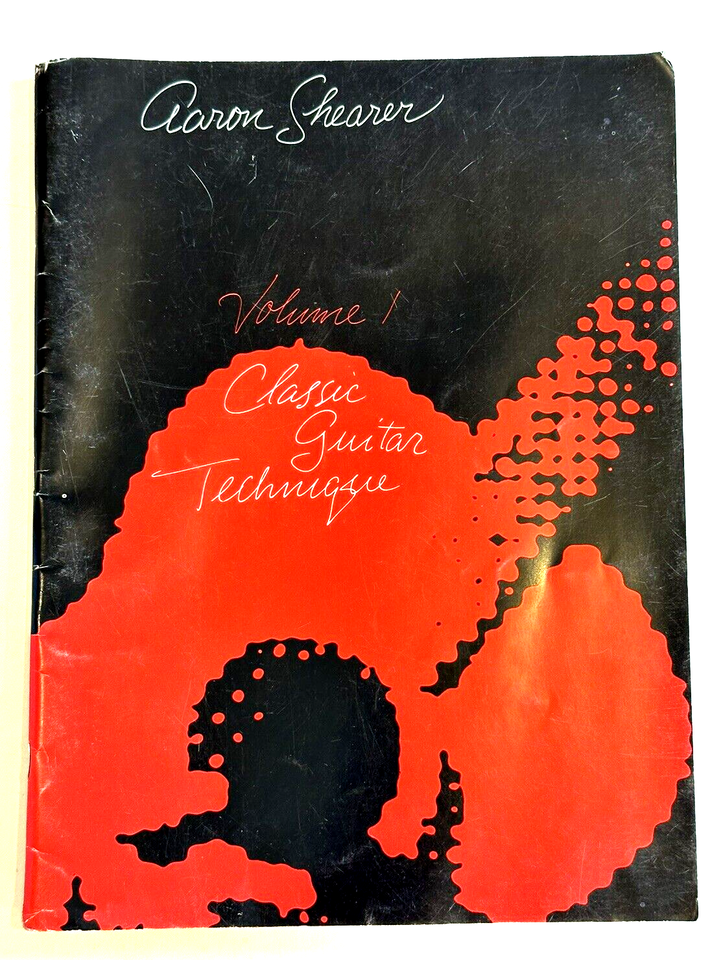 Aaron Shearer
Volume 1
Classic
Guitar
Technique